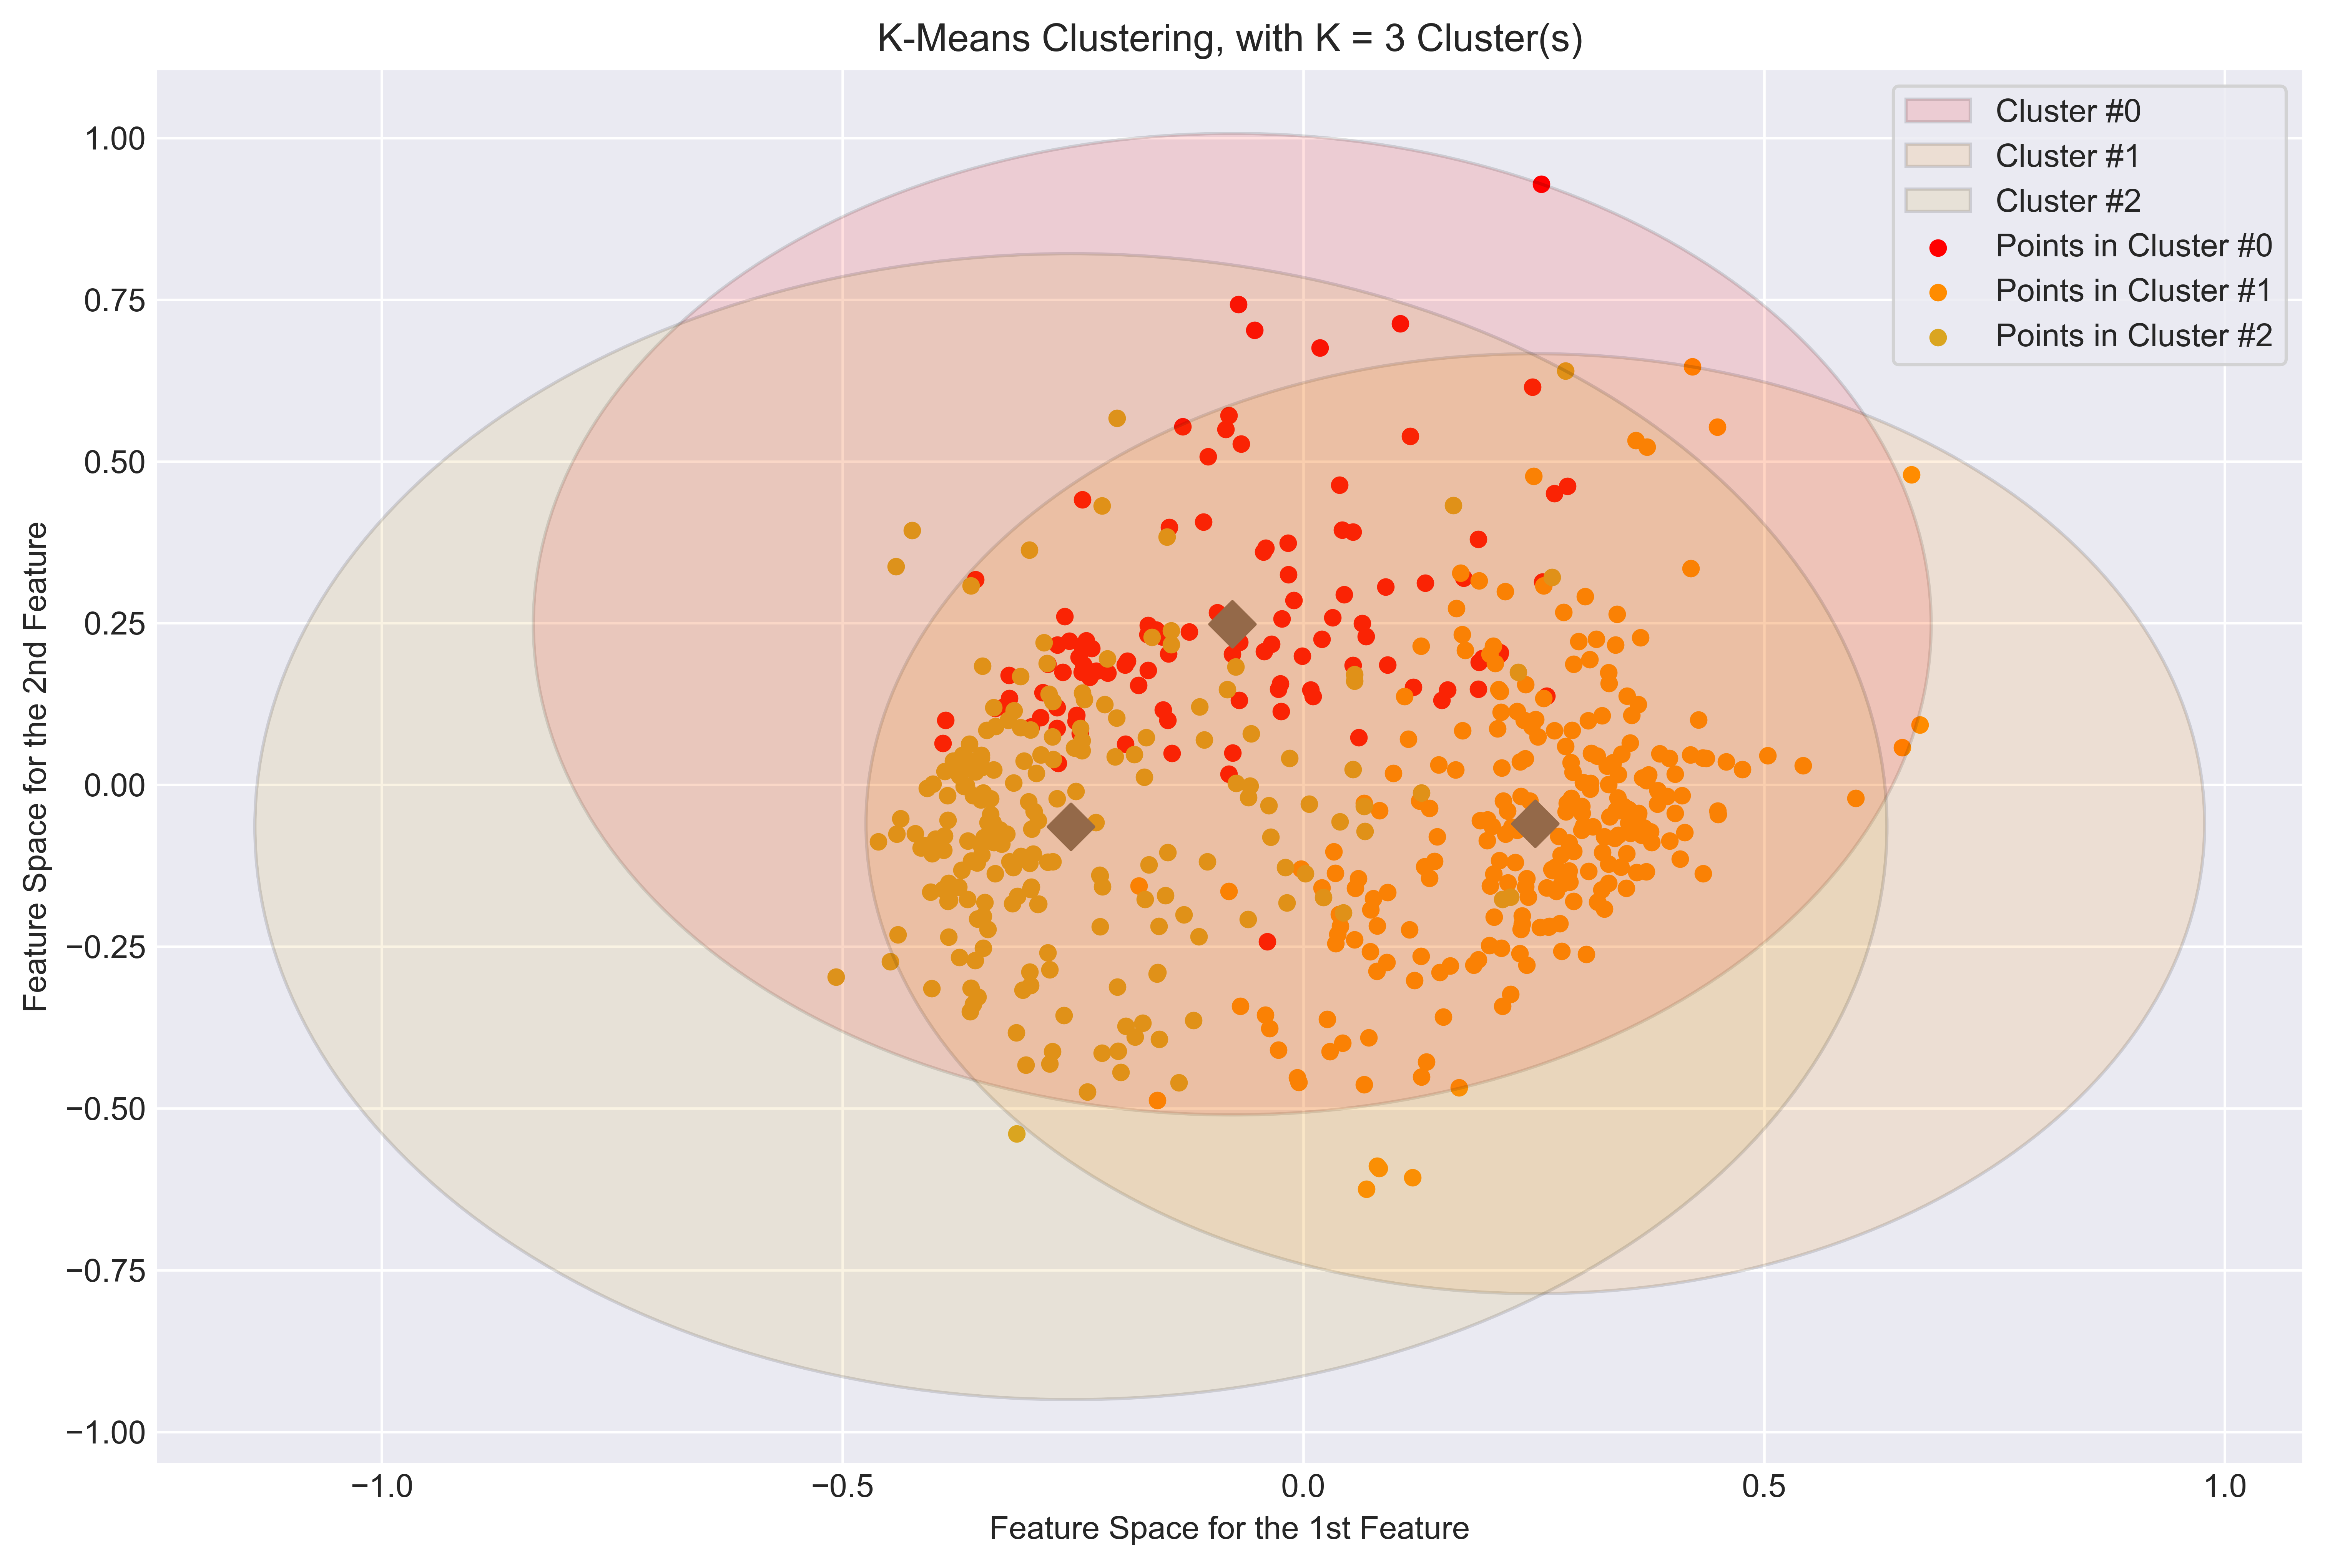 K-Means Clustering, with K = 3 Cluster(s)
Cluster #0
Cluster #1
Cluster #2
Points in Cluster #0
Points in Cluster #1
Points in Cluster #2
1.00
0.75
0.50
0.25
0.00
−0.25
−0.50
−0.75
−1.00
Feature Space for the 2nd Feature
−1.0 −0.5 0.0 0.5 1.0
Feature Space for the 1st Feature